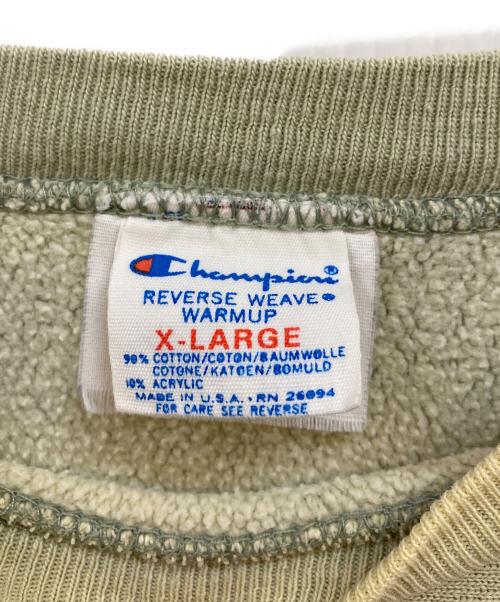 Champion®
REVERSE WEAVE®
WARMUP
X-LARGE
90% COTTON/COTON/BAUMWOLLE
COTONE/KATOEN/BOMULD
10% ACRYLIC
MADE IN U.S.A. · RN 26094
FOR CARE SEE REVERSE